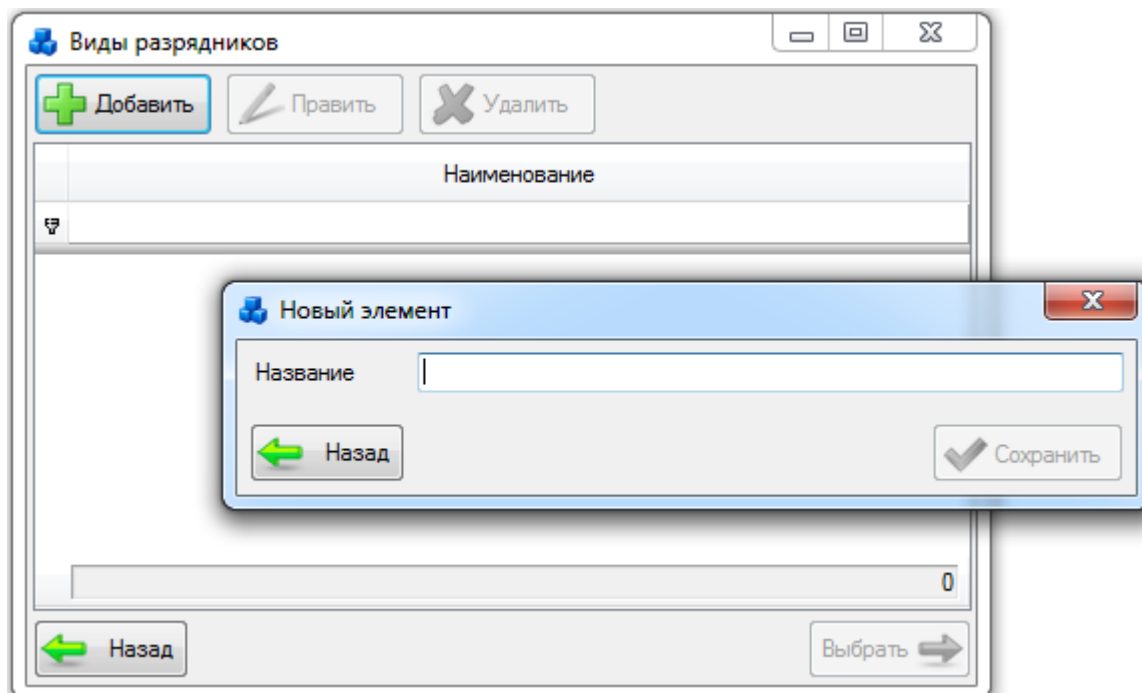 Виды разрядников
Добавить Править Удалить
Наименование
Новый элемент
Название
Назад Сохранить
0
Назад Выбрать